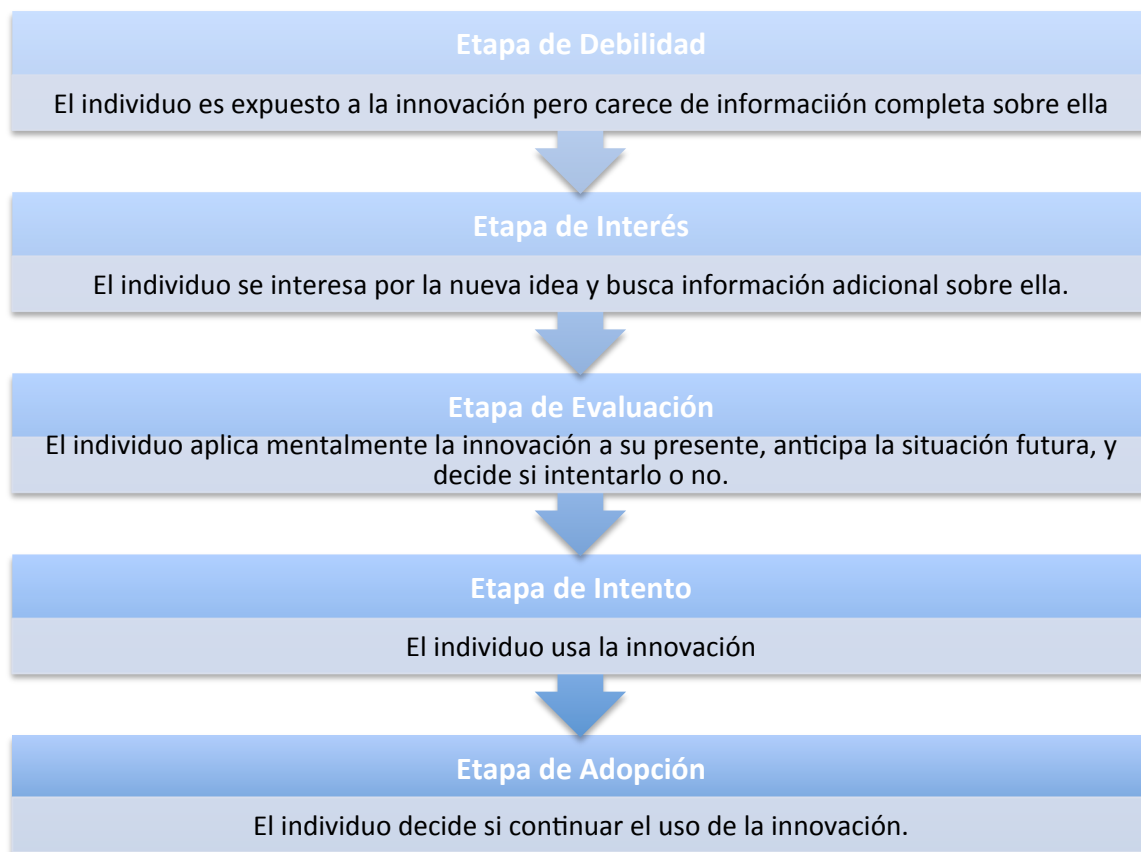 Etapa de Debilidad
El individuo es expuesto a la innovación pero carece de informaciión completa sobre ella
Etapa de Interés
El individuo se interesa por la nueva idea y busca información adicional sobre ella.
Etapa de Evaluación
El individuo aplica mentalmente la innovación a su presente, anticipa la situación futura, y
decide si intentarlo o no.
Etapa de Intento
El individuo usa la innovación
Etapa de Adopción
El individuo decide si continuar el uso de la innovación.